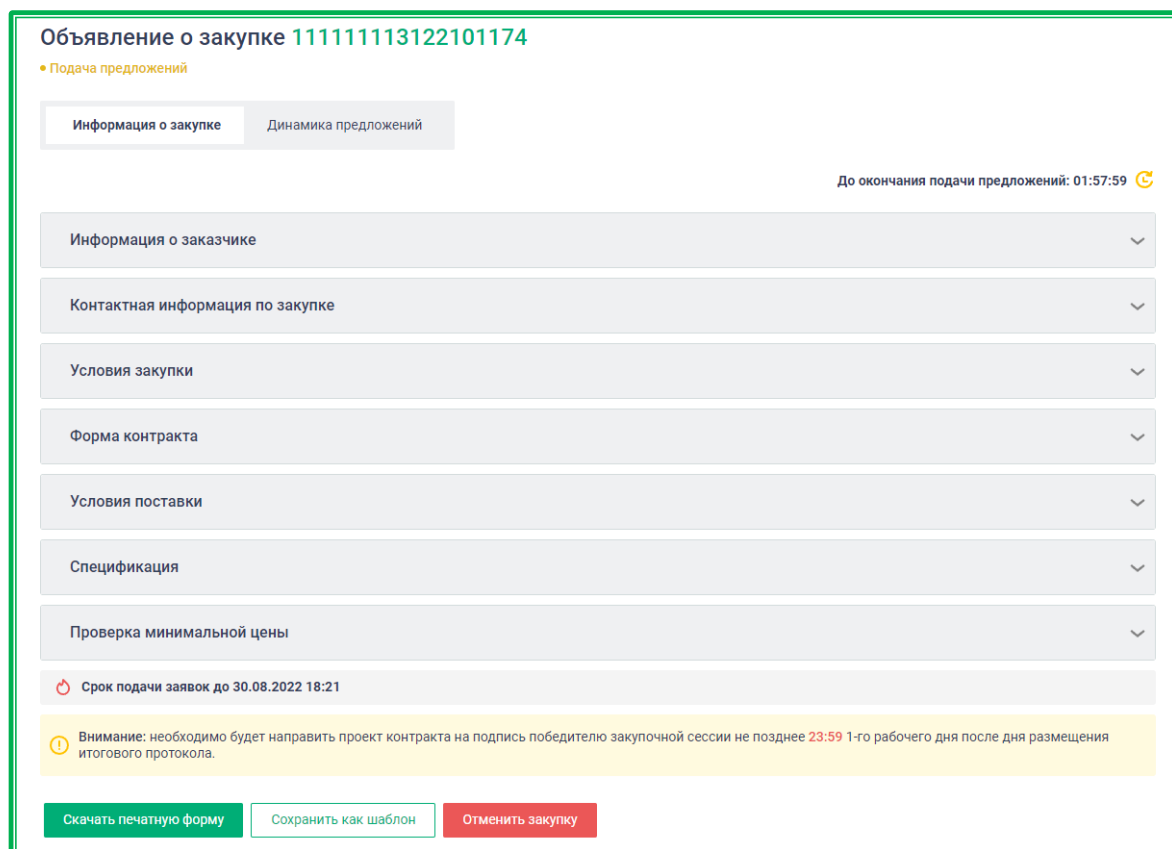 Объявление о закупке 111111113122101174
Подача предложений
Информация о закупке Динамика предложений
До окончания подачи предложений: 01:57:59
Информация о заказчике
Контактная информация по закупке
Условия закупки
Форма контракта
Условия поставки
Спецификация
Проверка минимальной цены
Срок подачи заявок до 30.08.2022 18:21
Внимание: необходимо будет направить проект контракта на подпись победителю закупочной сессии не позднее 23:59 1-го рабочего дня после дня размещения
итогового протокола.
Скачать печатную форму Сохранить как шаблон Отменить закупку